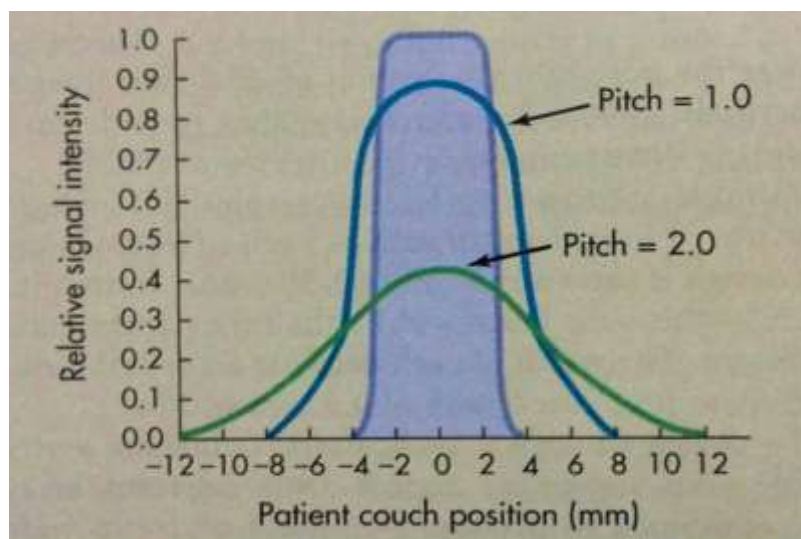 Relative signal intensity
1.0
0.9
0.8
0.7
0.6
0.5
0.4
0.3
0.2
0.1
0.0
Pitch = 1.0
Pitch = 2.0
−12 −10 −8 −6 −4 −2 0 2 4 6 8 10 12
Patient couch position (mm)